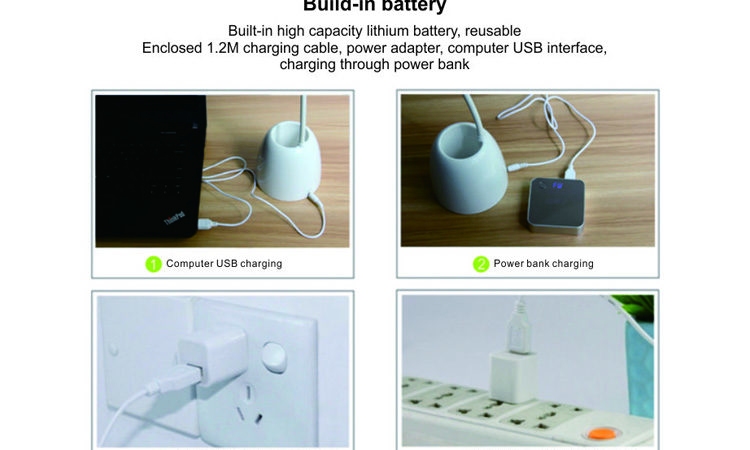 Build-in battery
Built-in high capacity lithium battery, reusable
Enclosed 1.2M charging cable, power adapter, computer USB interface,
charging through power bank
ThinkPad
1 Computer USB charging
2 Power bank charging